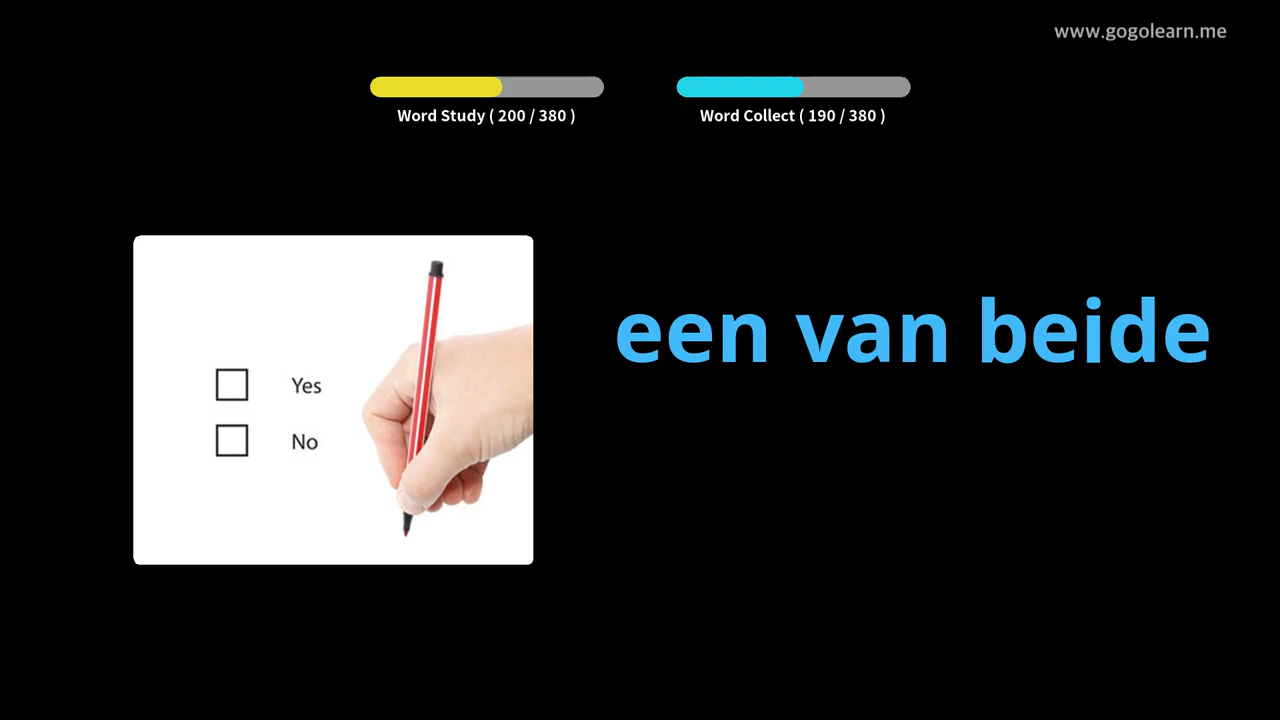 www.gogolearn.me
Word Study ( 200 / 380 )
Word Collect ( 190 / 380 )
een van beide
Yes
No